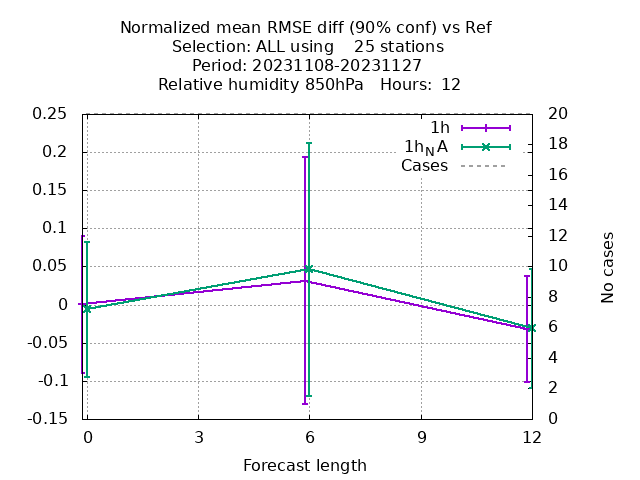 Normalized mean RMSE diff (90% conf) vs Ref
Selection: ALL using    25 stations
Period: 20231108-20231127
Relative humidity 850hPa   Hours:  12
0.25
0.2
0.15
0.1
0.05
0
-0.05
-0.1
-0.15
20
18
16
14
12
10
8
6
4
2
0
1h
1h_N A
Cases
No cases
0 3 6 9 12
Forecast length